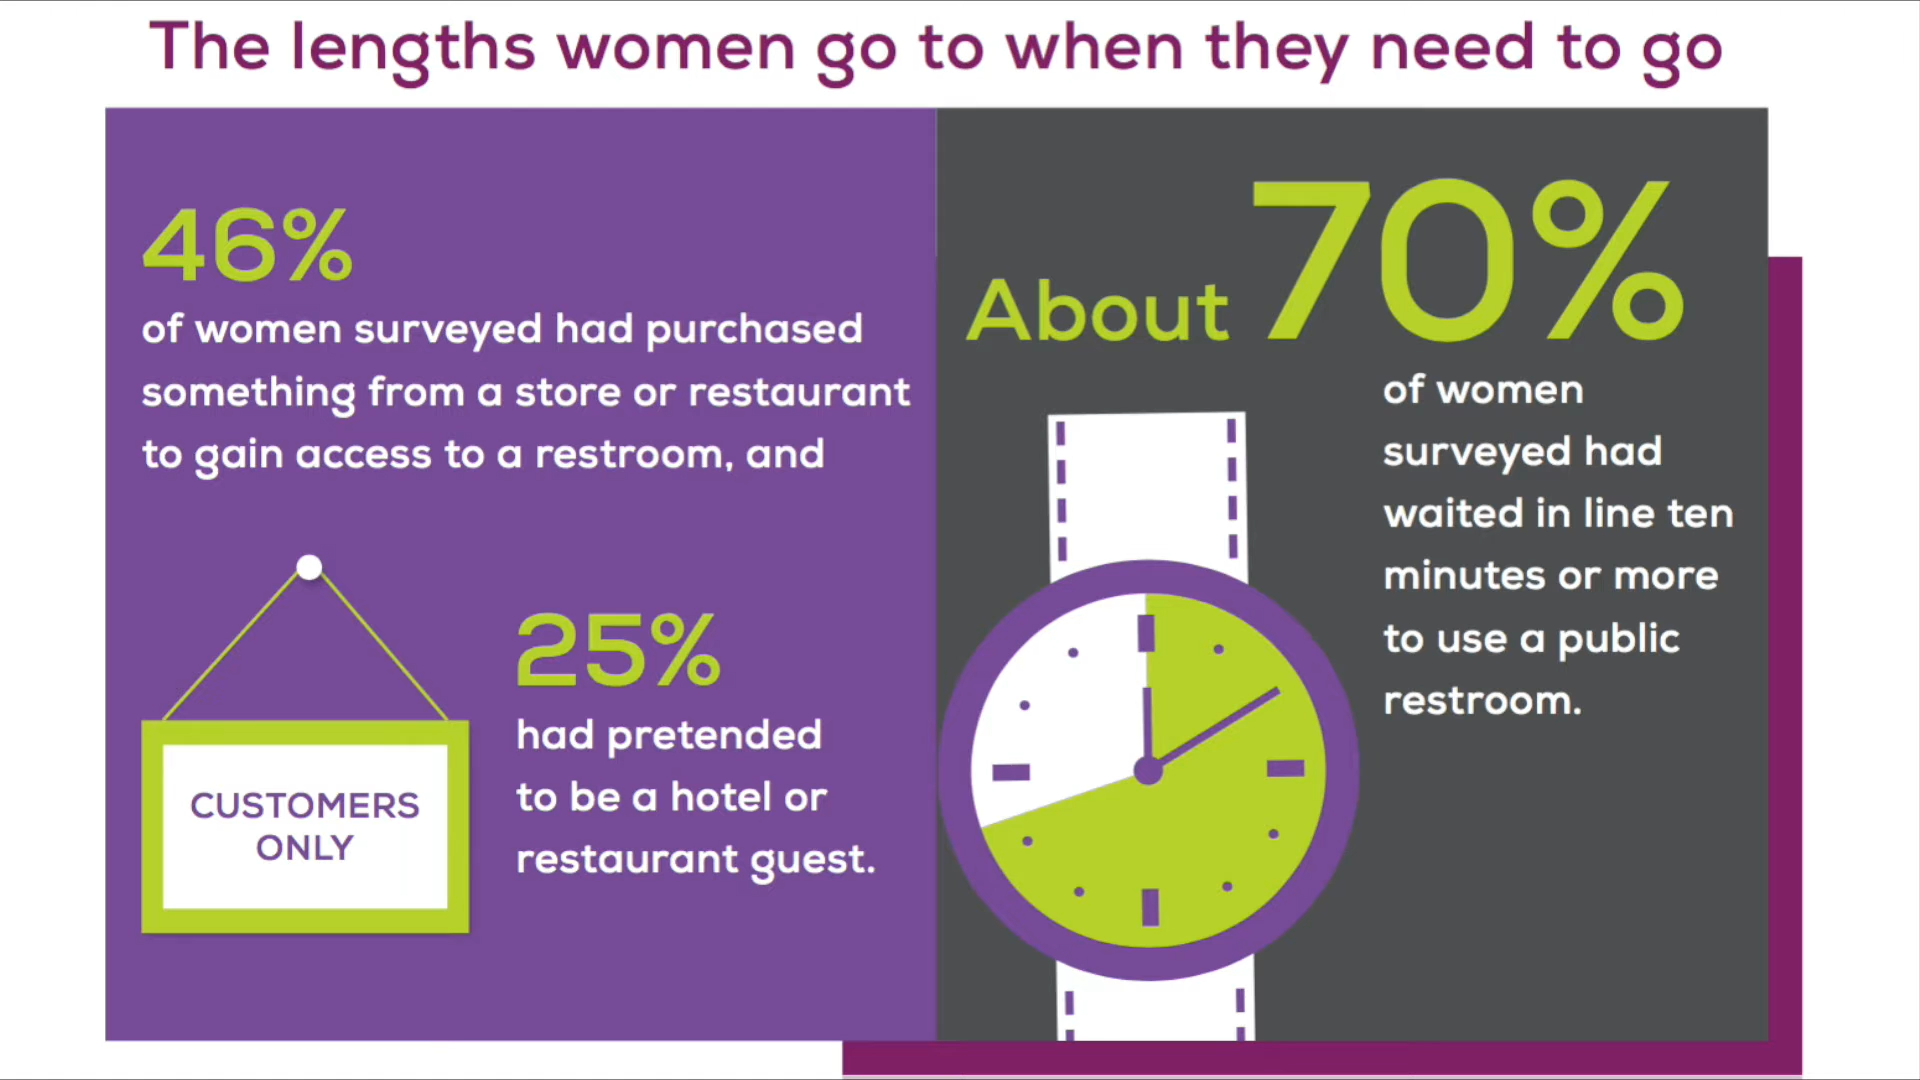 The lengths women go to when they need to go
46%
of women surveyed had purchased
something from a store or restaurant
to gain access to a restroom, and
CUSTOMERS
ONLY
25%
had pretended
to be a hotel or
restaurant guest.
About 70%
of women
surveyed had
waited in line ten
minutes or more
to use a public
restroom.